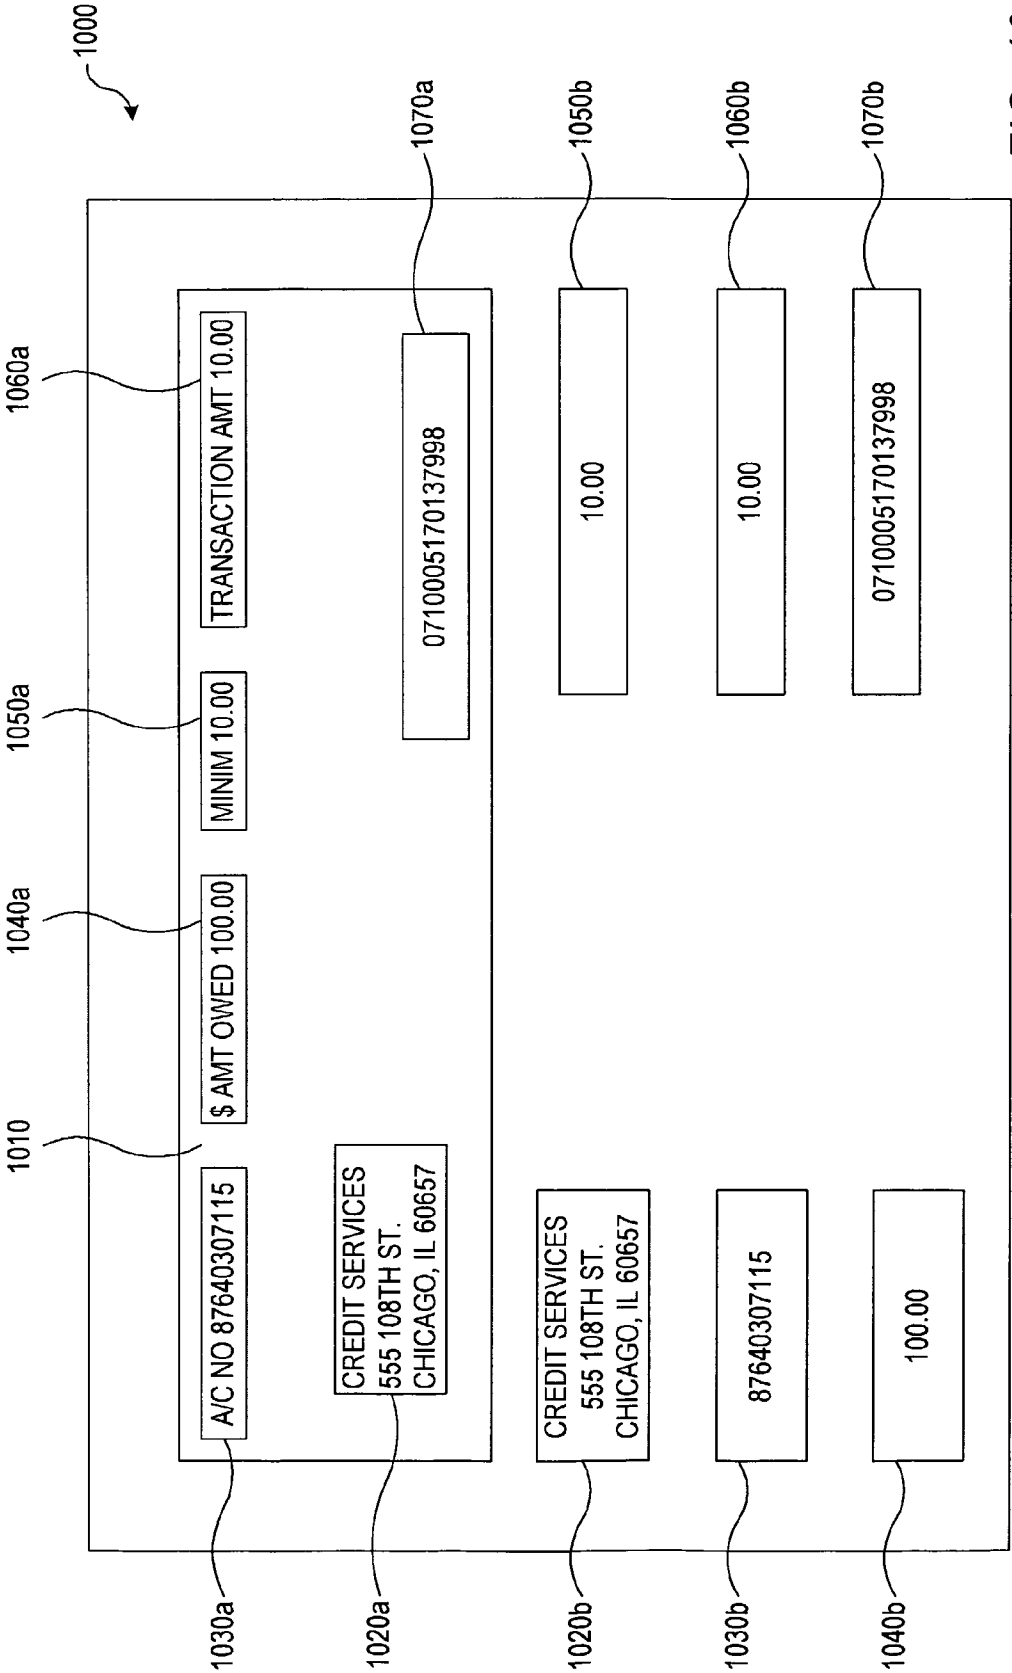 1000
1060a
1050a
1040a
1010
A/C NO 87640307115
$ AMT OWED 100.00
MINIM 10.00
TRANSACTION AMT 10.00
1030a
CREDIT SERVICES
555 108TH ST.
CHICAGO, IL 60657
1020a
0710005170137998
1070a
CREDIT SERVICES
555 108TH ST.
CHICAGO, IL 60657
1020b
10.00
1050b
87640307115
1030b
10.00
1060b
100.00
1040b
0710005170137998
1070b